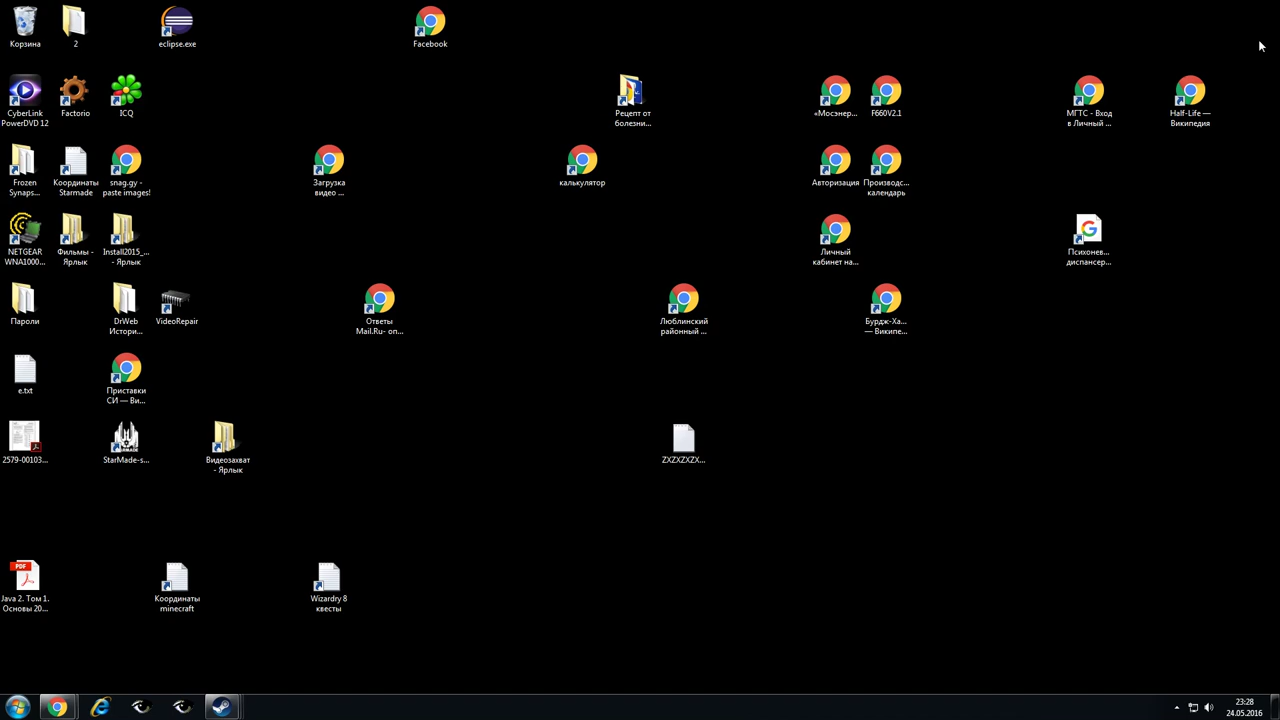 Корзина
2
eclipse.exe
Facebook
CyberLink
PowerDVD 12
Factorio
ICQ
Рецепт от
болезни...
«Мосэнер...
F660V2.1
МГТС - Вход
в Личный ...
Half-Life —
Википедия
Frozen
Synaps...
Координаты
Starmade
snag.gy -
paste images!
Загрузка
видео ...
калькулятор
Авторизация
Производс...
календарь
NETGEAR
WNA1000...
Фильмы -
Ярлык
Install2015_...
- Ярлык
Личный
кабинет на...
Психонев...
диспансер...
Пароли
DrWeb
Истори...
VideoRepair
Ответы
Mail.Ru- оп...
Люблинский
районный ...
Бурдж-Ха...
— Википе...
e.txt
Приставки
СИ — Ви...
2579-00103...
StarMade-s...
Видеозахват
- Ярлык
ZXZXZXZX...
PDF
Java 2. Том 1.
Основы 20...
Координаты
minecraft
Wizardry 8
квесты
23:28
24.05.2016